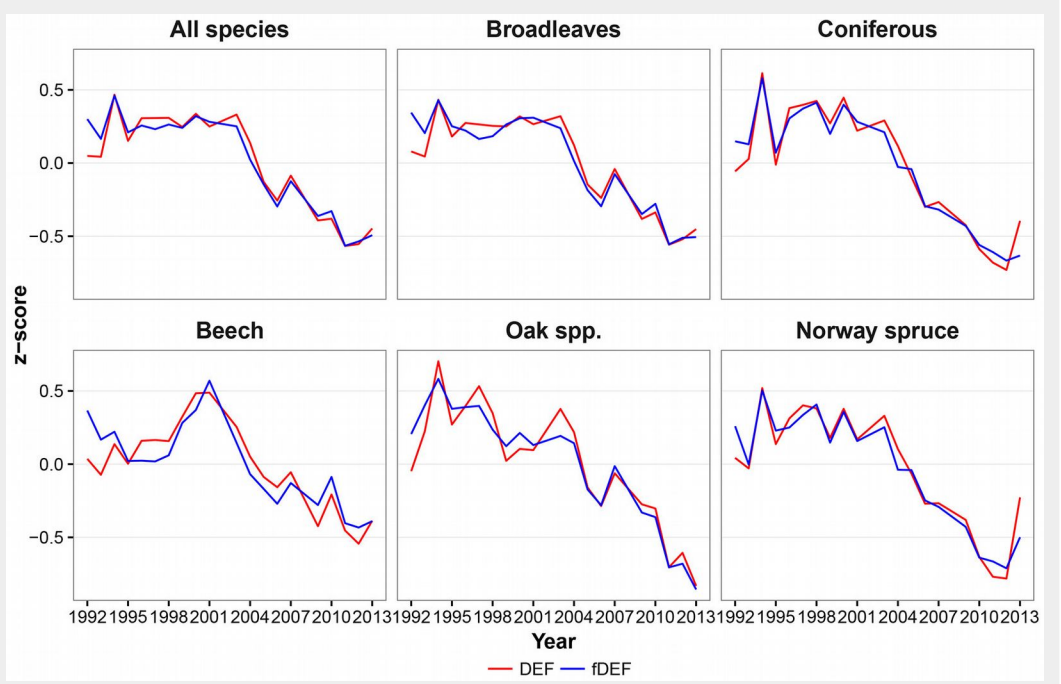 All species Broadleaves Coniferous
0.5
0.0
−0.5
z−score
Beech Oak spp. Norway spruce
0.5
0.0
−0.5
1992 1995 1998 2001 2004 2007 2010 2013 1992 1995 1998 2001 2004 2007 2010 2013 1992 1995 1998 2001 2004 2007 2010 2013
Year
DEF fDEF